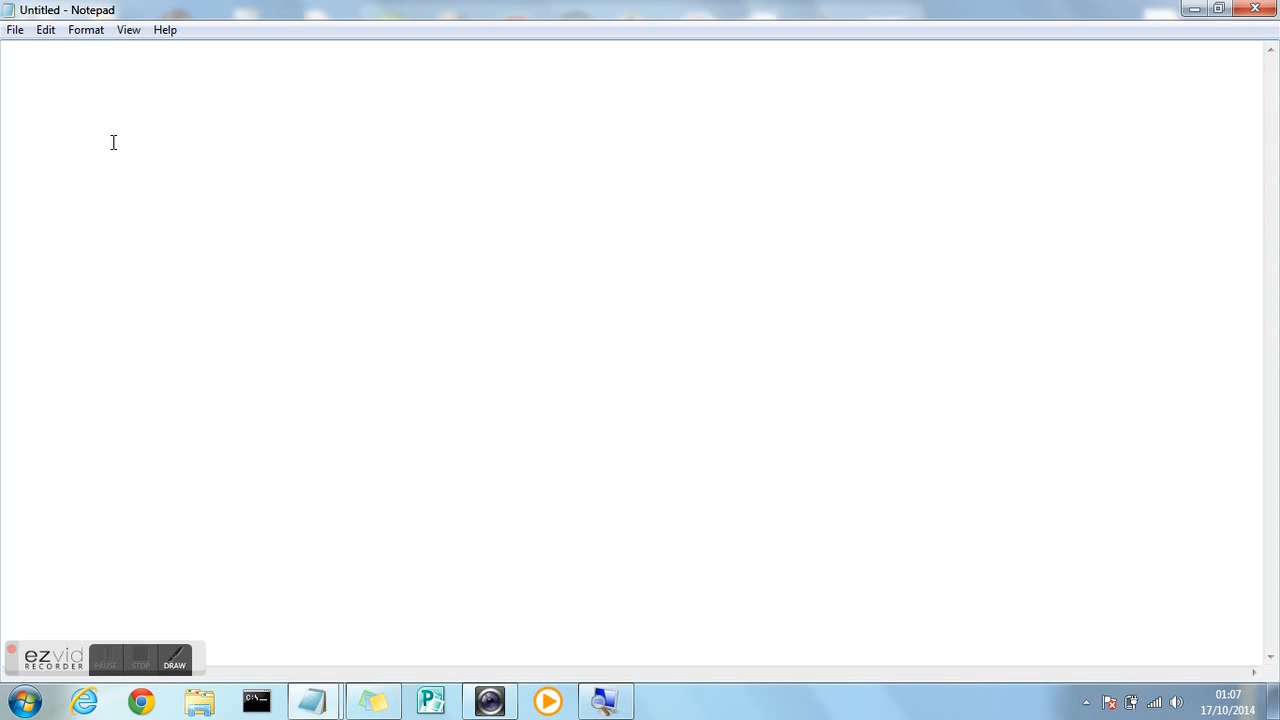 Untitled - Notepad
File Edit Format View Help
ezvid
RECORDER
PAUSE STOP DRAW
C:\._
01:07
17/10/2014